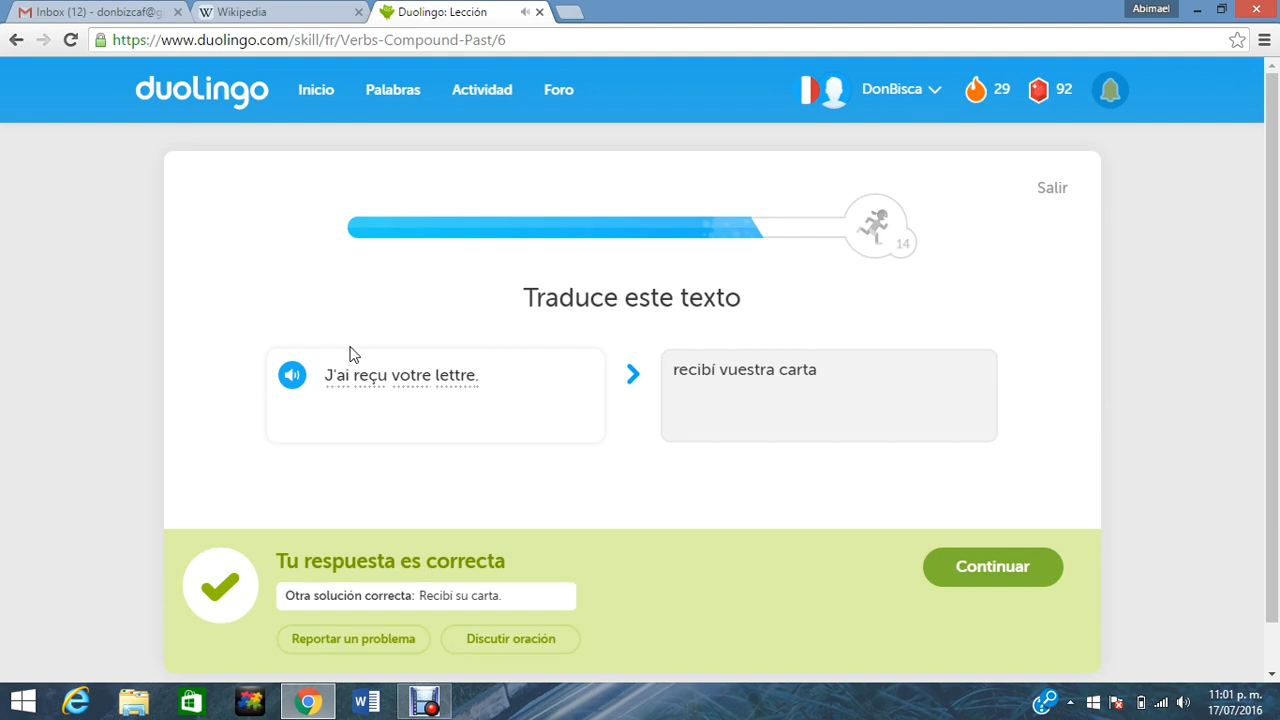 Inbox (12) - donbizcaf@g
Wikipedia
Duolingo: Lección
Abimael
https://www.duolingo.com/skill/fr/Verbs-Compound-Past/6
duolingo
Inicio
Palabras
Actividad
Foro
DonBisca
29
92
Salir
14
Traduce este texto
J'ai reçu votre lettre.
recibí vuestra carta
Tu respuesta es correcta
Otra solución correcta: Recibí su carta.
Continuar
Reportar un problema
Discutir oración
11:01 p. m.
17/07/2016